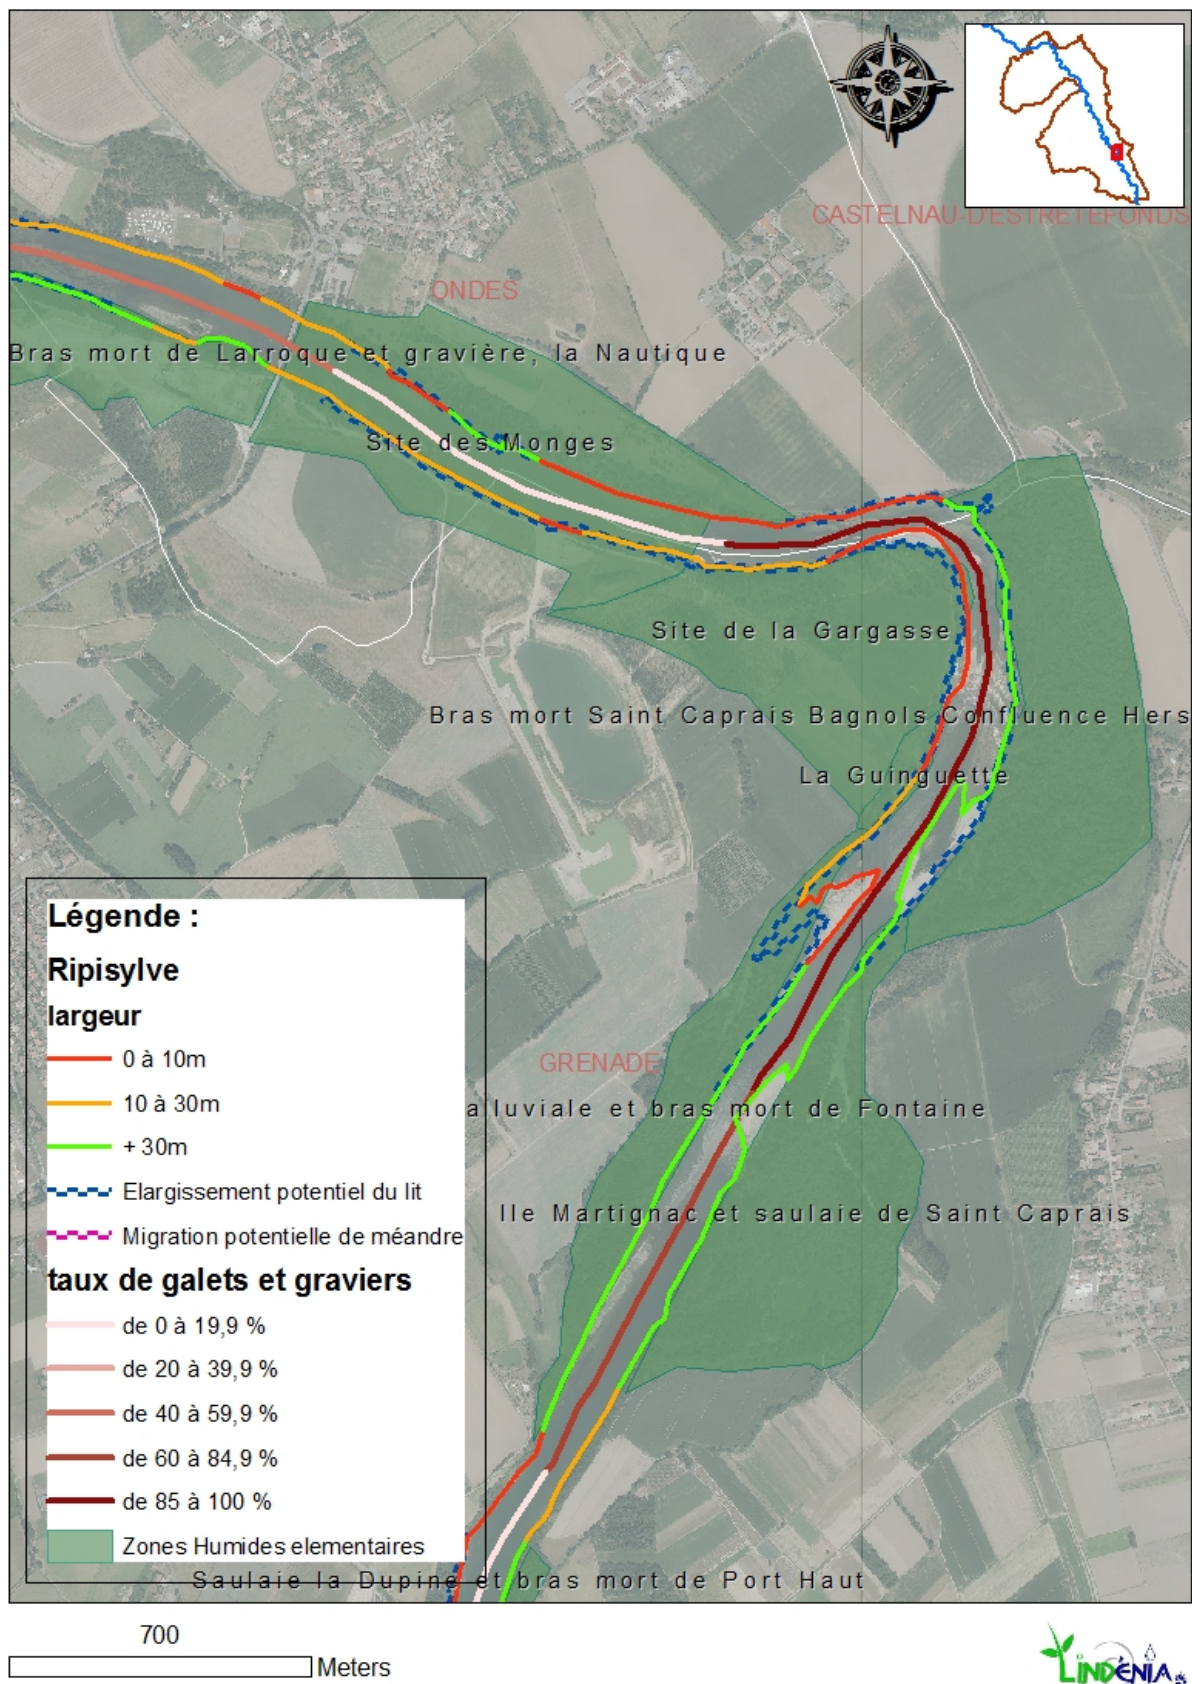 CASTELNAU-D'ESTRETEFONDS
ONDES
Bras mort de Larroque et gravière, la Nautique
Site des Monges
Site de la Gargasse
Bras mort Saint Caprais Bagnols Confluence Hers
La Guinguette
GRENADE
alluviale et bras mort de Fontaine
Ile Martignac et saulaie de Saint Caprais
Légende :
Ripisylve
largeur
0 à 10m
10 à 30m
+ 30m
Elargissement potentiel du lit
Migration potentielle de méandre
taux de galets et graviers
de 0 à 19,9 %
de 20 à 39,9 %
de 40 à 59,9 %
de 60 à 84,9 %
de 85 à 100 %
Zones Humides elementaires
Saulaie la Dupine et bras mort de Port Haut
700
Meters
LINDÉNIA